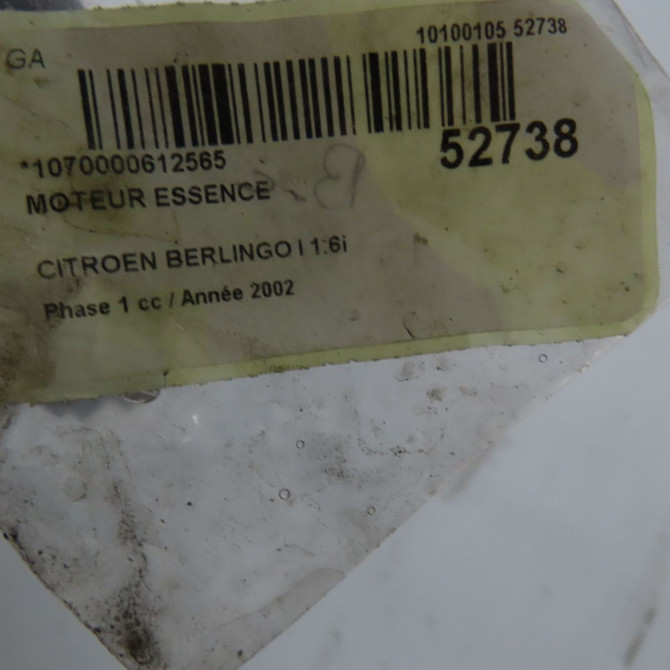 10100105 52738
GA
52738
*1070000612565
MOTEUR ESSENCE
CITROEN BERLINGO I 1.6i
Phase 1 cc / Année 2002